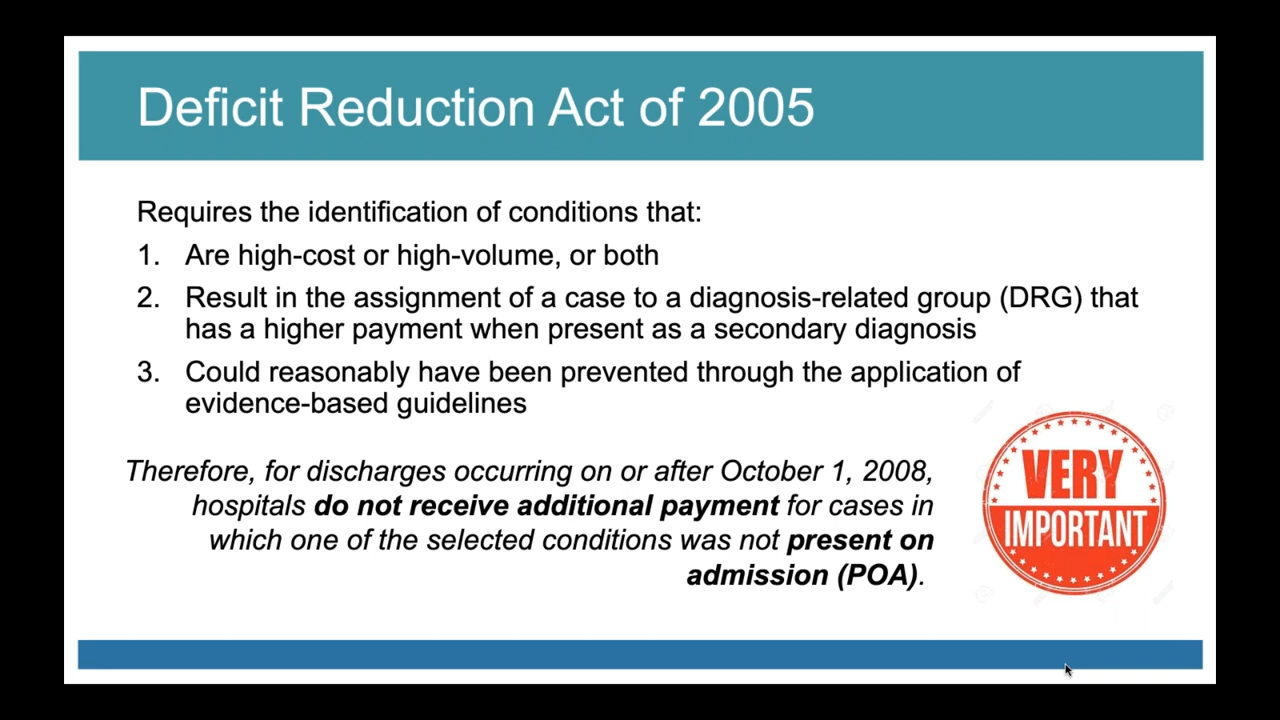 Deficit Reduction Act of 2005
Requires the identification of conditions that:
1. Are high-cost or high-volume, or both
2. Result in the assignment of a case to a diagnosis-related group (DRG) that
has a higher payment when present as a secondary diagnosis
3. Could reasonably have been prevented through the application of
evidence-based guidelines
Therefore, for discharges occurring on or after October 1, 2008,
hospitals do not receive additional payment for cases in
which one of the selected conditions was not present on
admission (POA).
VERY
IMPORTANT